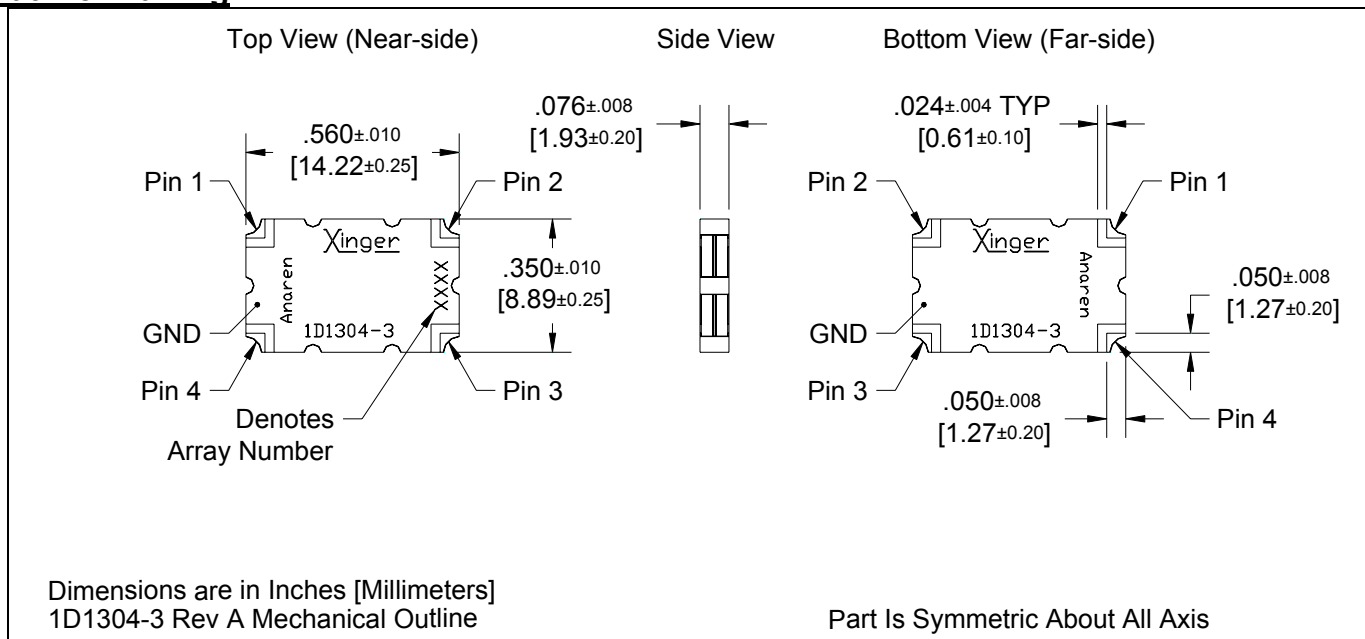 Top View (Near-side)
Side View
Bottom View (Far-side)
.560±.010
[14.22±0.25]
.076±.008
[1.93±0.20]
.024±.004 TYP
[0.61±0.10]
Pin 1
Pin 2
Pin 2
Pin 1
Xinger
Anaren
XXXX
1D1304-3
.350±.010
[8.89±0.25]
Xinger
Anaren
1D1304-3
.050±.008
[1.27±0.20]
GND
GND
Pin 4
Pin 3
Pin 3
.050±.008
[1.27±0.20]
Pin 4
Denotes
Array Number
Dimensions are in Inches [Millimeters]
1D1304-3 Rev A Mechanical Outline
Part Is Symmetric About All Axis